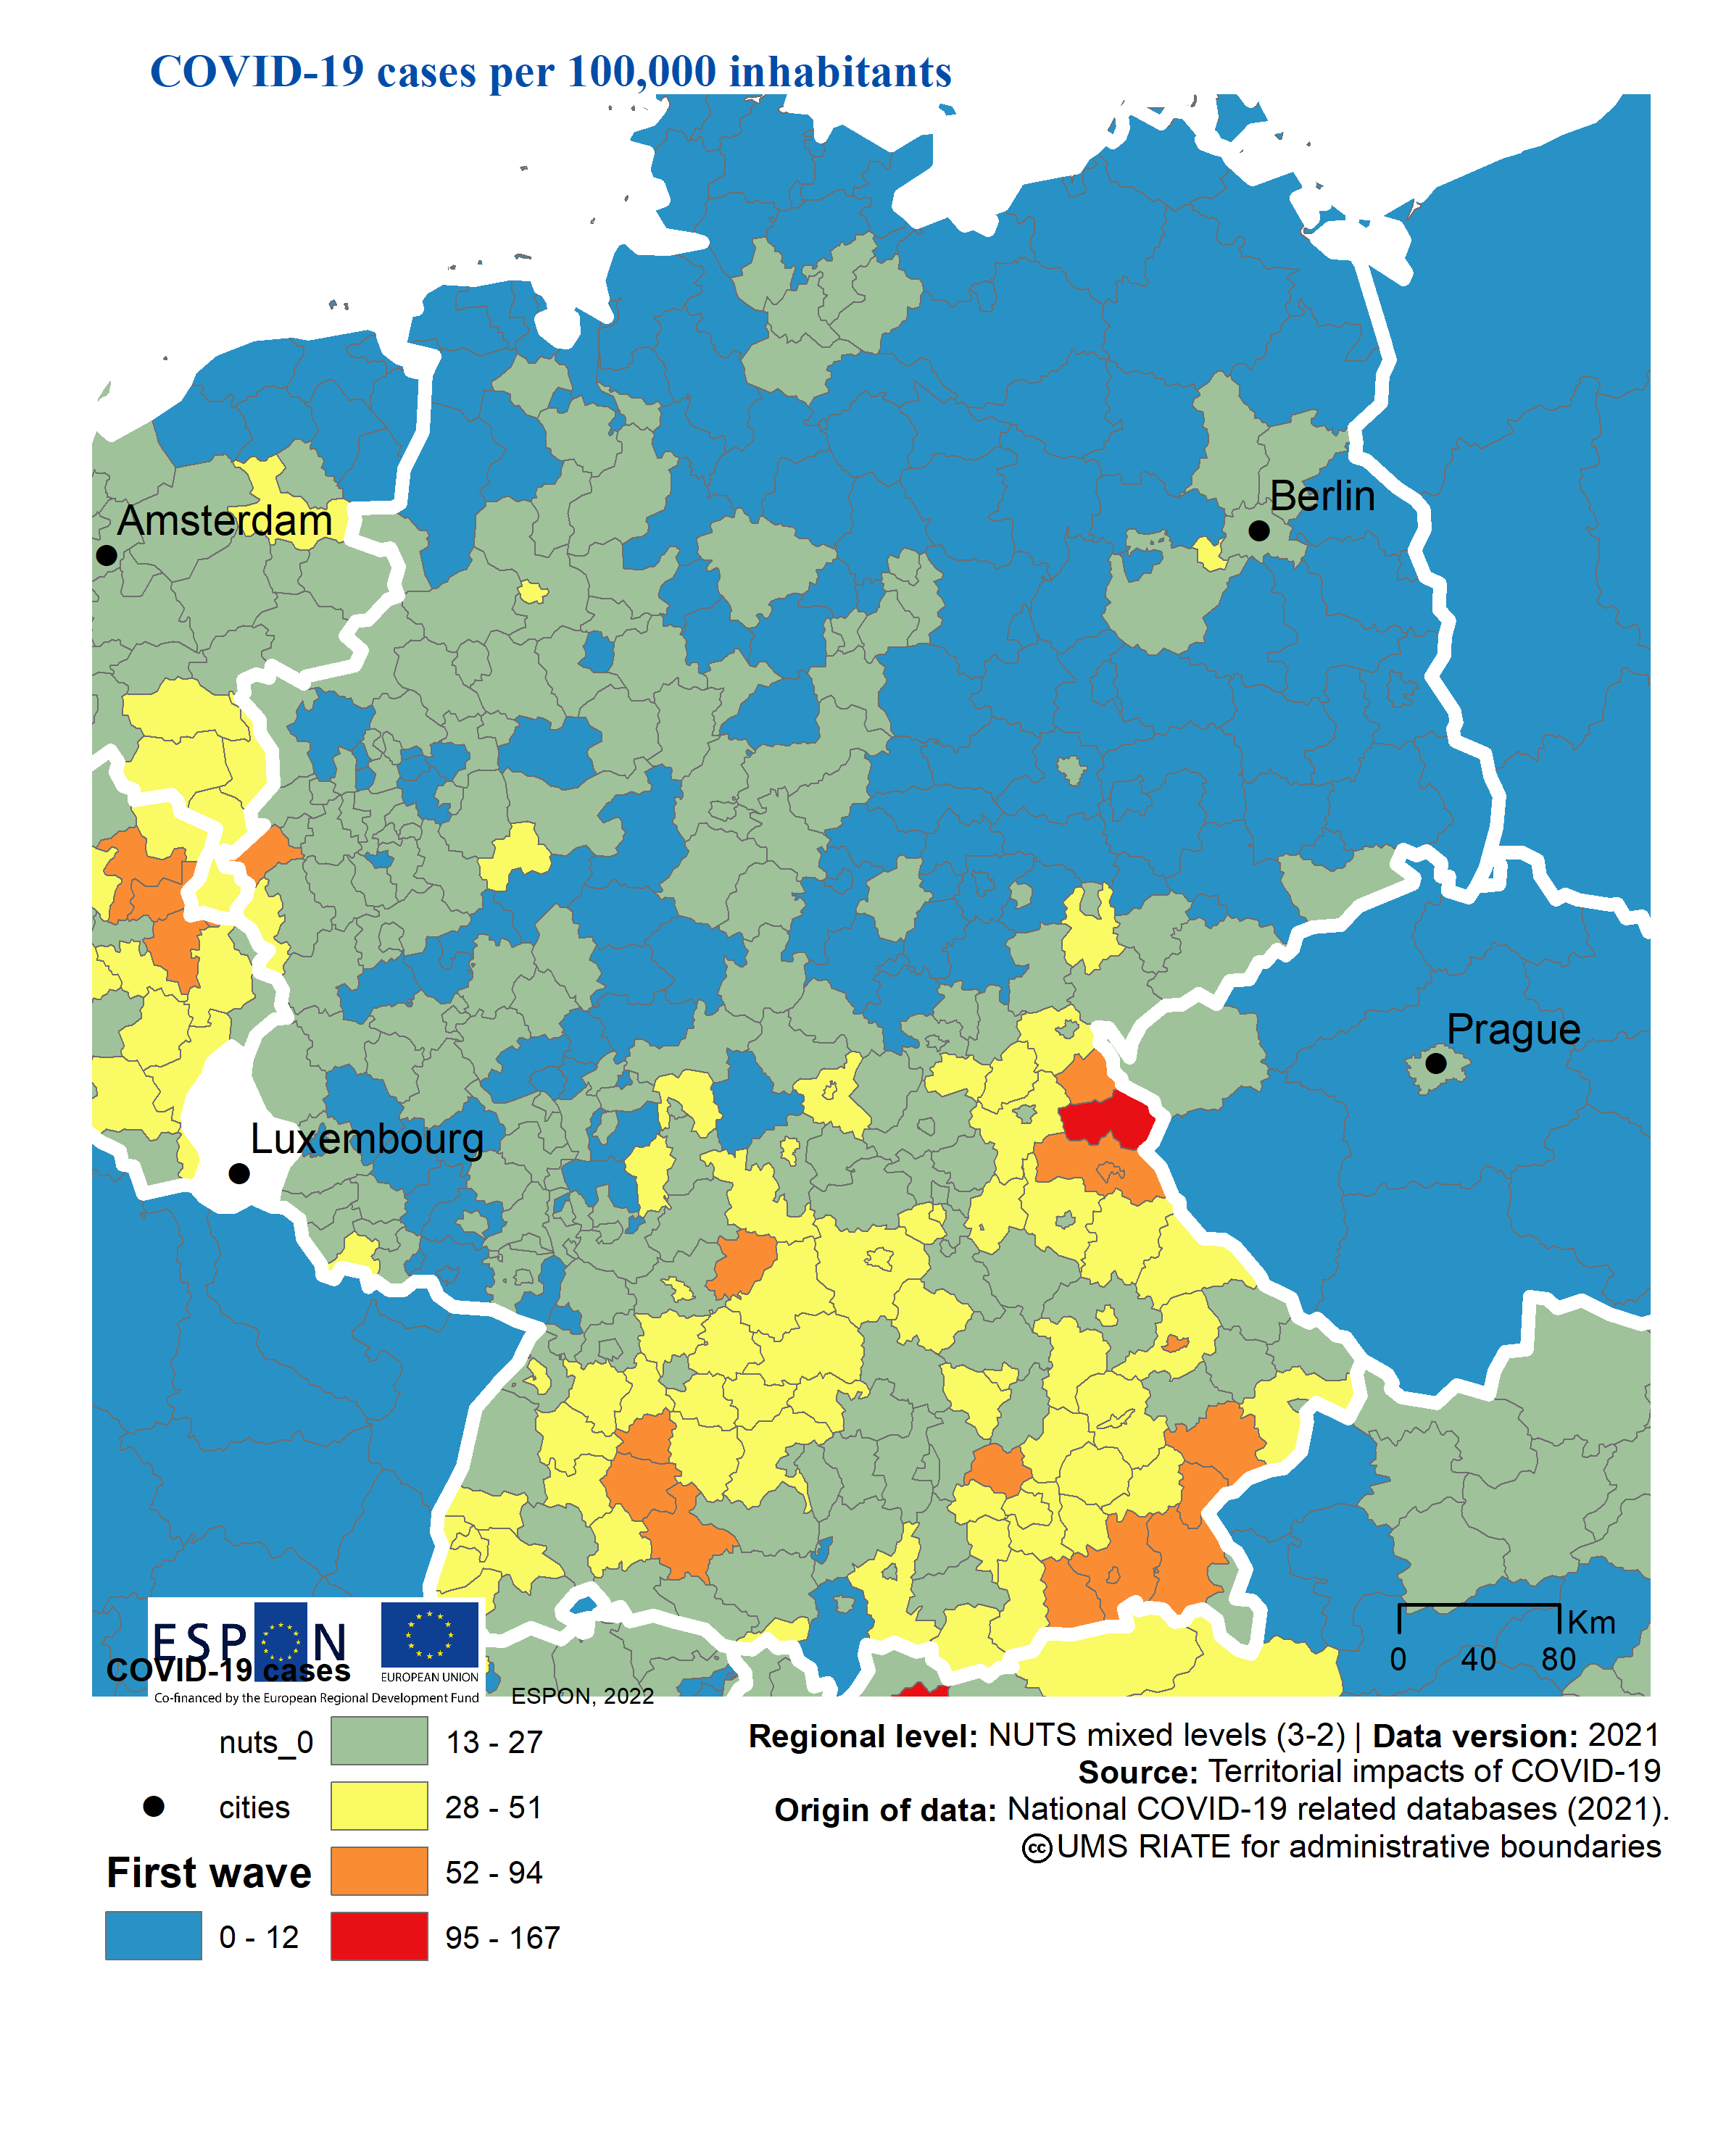 COVID-19 cases per 100,000 inhabitants
Berlin
Amsterdam
Prague
Luxembourg
ESPON
EUROPEAN UNION
Co-financed by the European Regional Development Fund
COVID-19 cases
ESPON, 2022
Km
0 40 80
nuts_0
cities
First wave
0 - 12
13 - 27
28 - 51
52 - 94
95 - 167
Regional level: NUTS mixed levels (3-2) | Data version: 2021
Source: Territorial impacts of COVID-19
Origin of data: National COVID-19 related databases (2021).
cc UMS RIATE for administrative boundaries